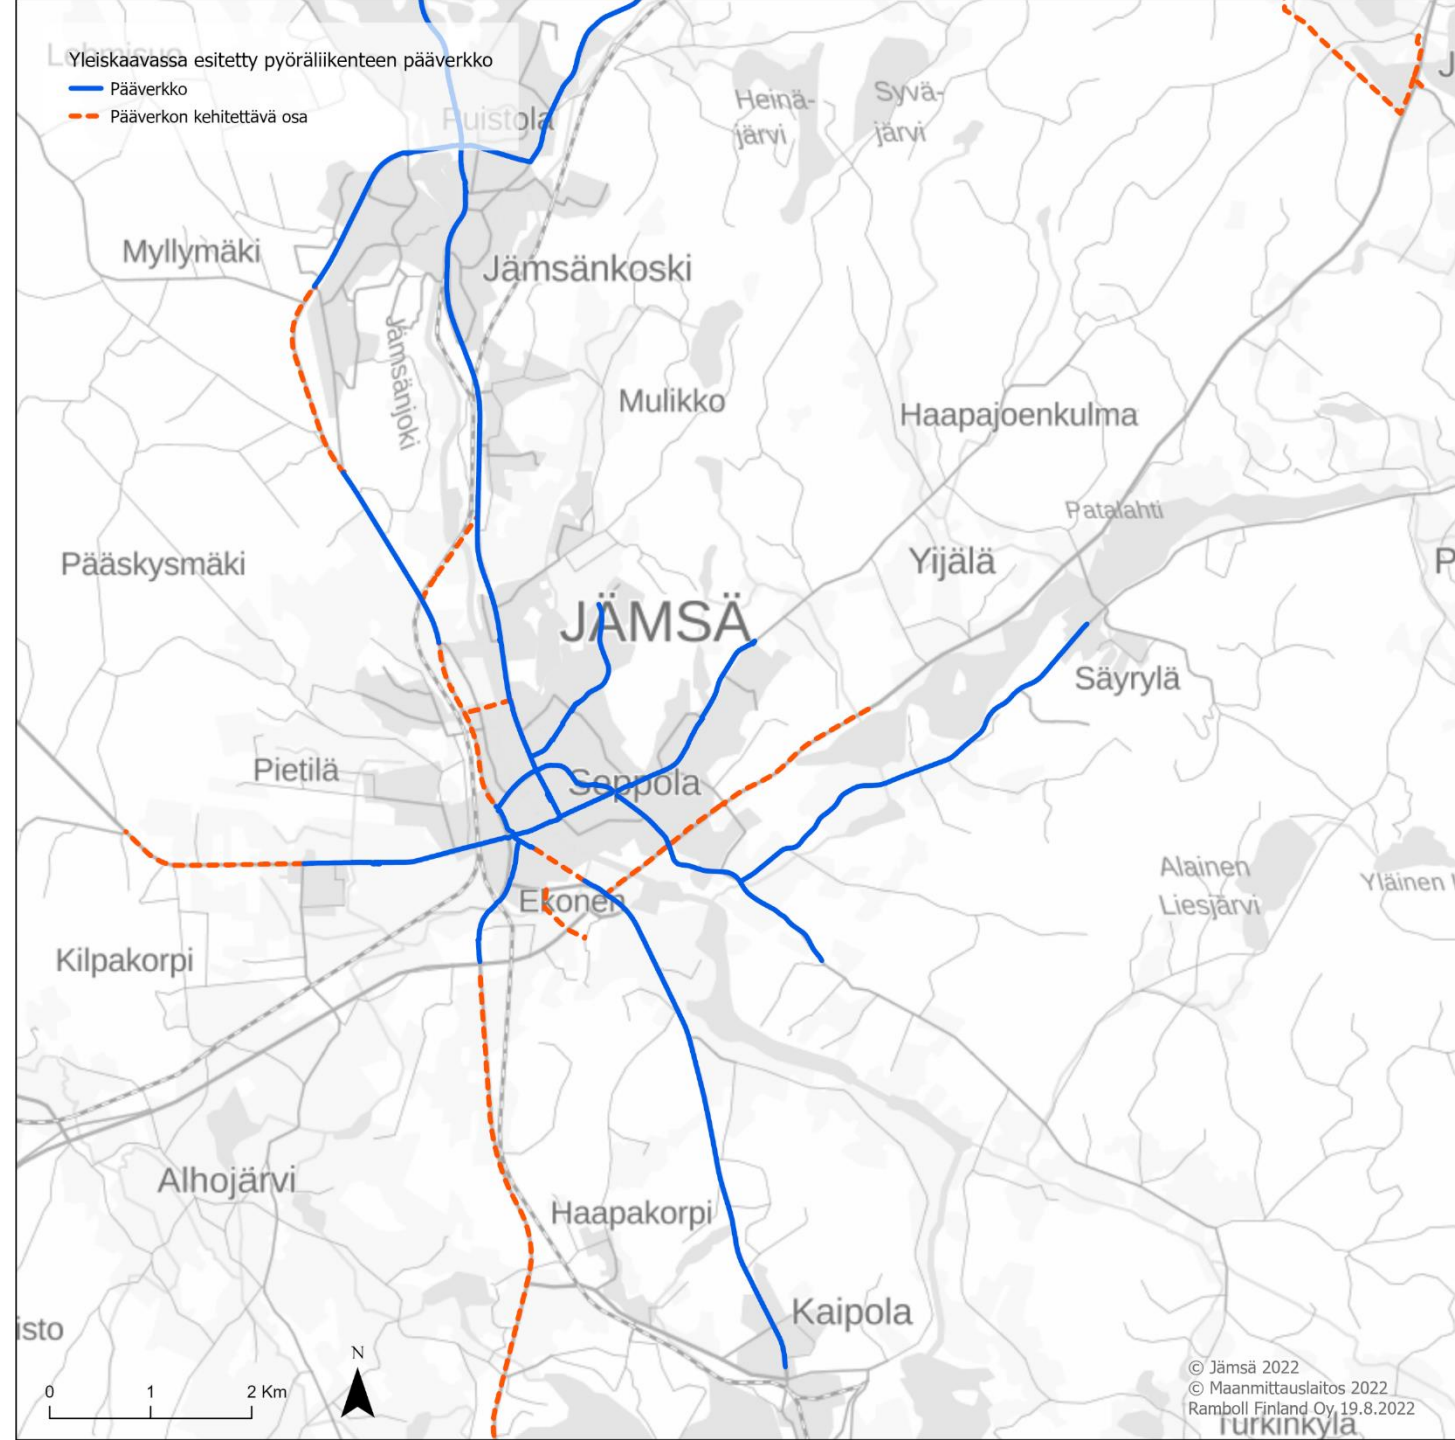 Lehmisuo
Yleiskaavassa esitetty pyöräliikenteen pääverkko
Pääverkko
Pääverkon kehitettävä osa
Puistola
Heinä-
järvi
Syvä-
järvi
J
Myllymäki
Jämsänkoski
Jämsänjoki
Mulikko
Haapajoenkulma
Patalahti
Pääskysmäki
Yijälä
P
JÄMSÄ
Säyrylä
Pietilä
Seppola
Alainen
Liesjärvi
Yläinen
Ekonen
Kilpakorpi
Alhojärvi
Haapakorpi
Kaipola
isto
N
0 1 2 Km
© Jämsä 2022
© Maanmittauslaitos 2022
Ramboll Finland Oy 19.8.2022
Turkinkylä